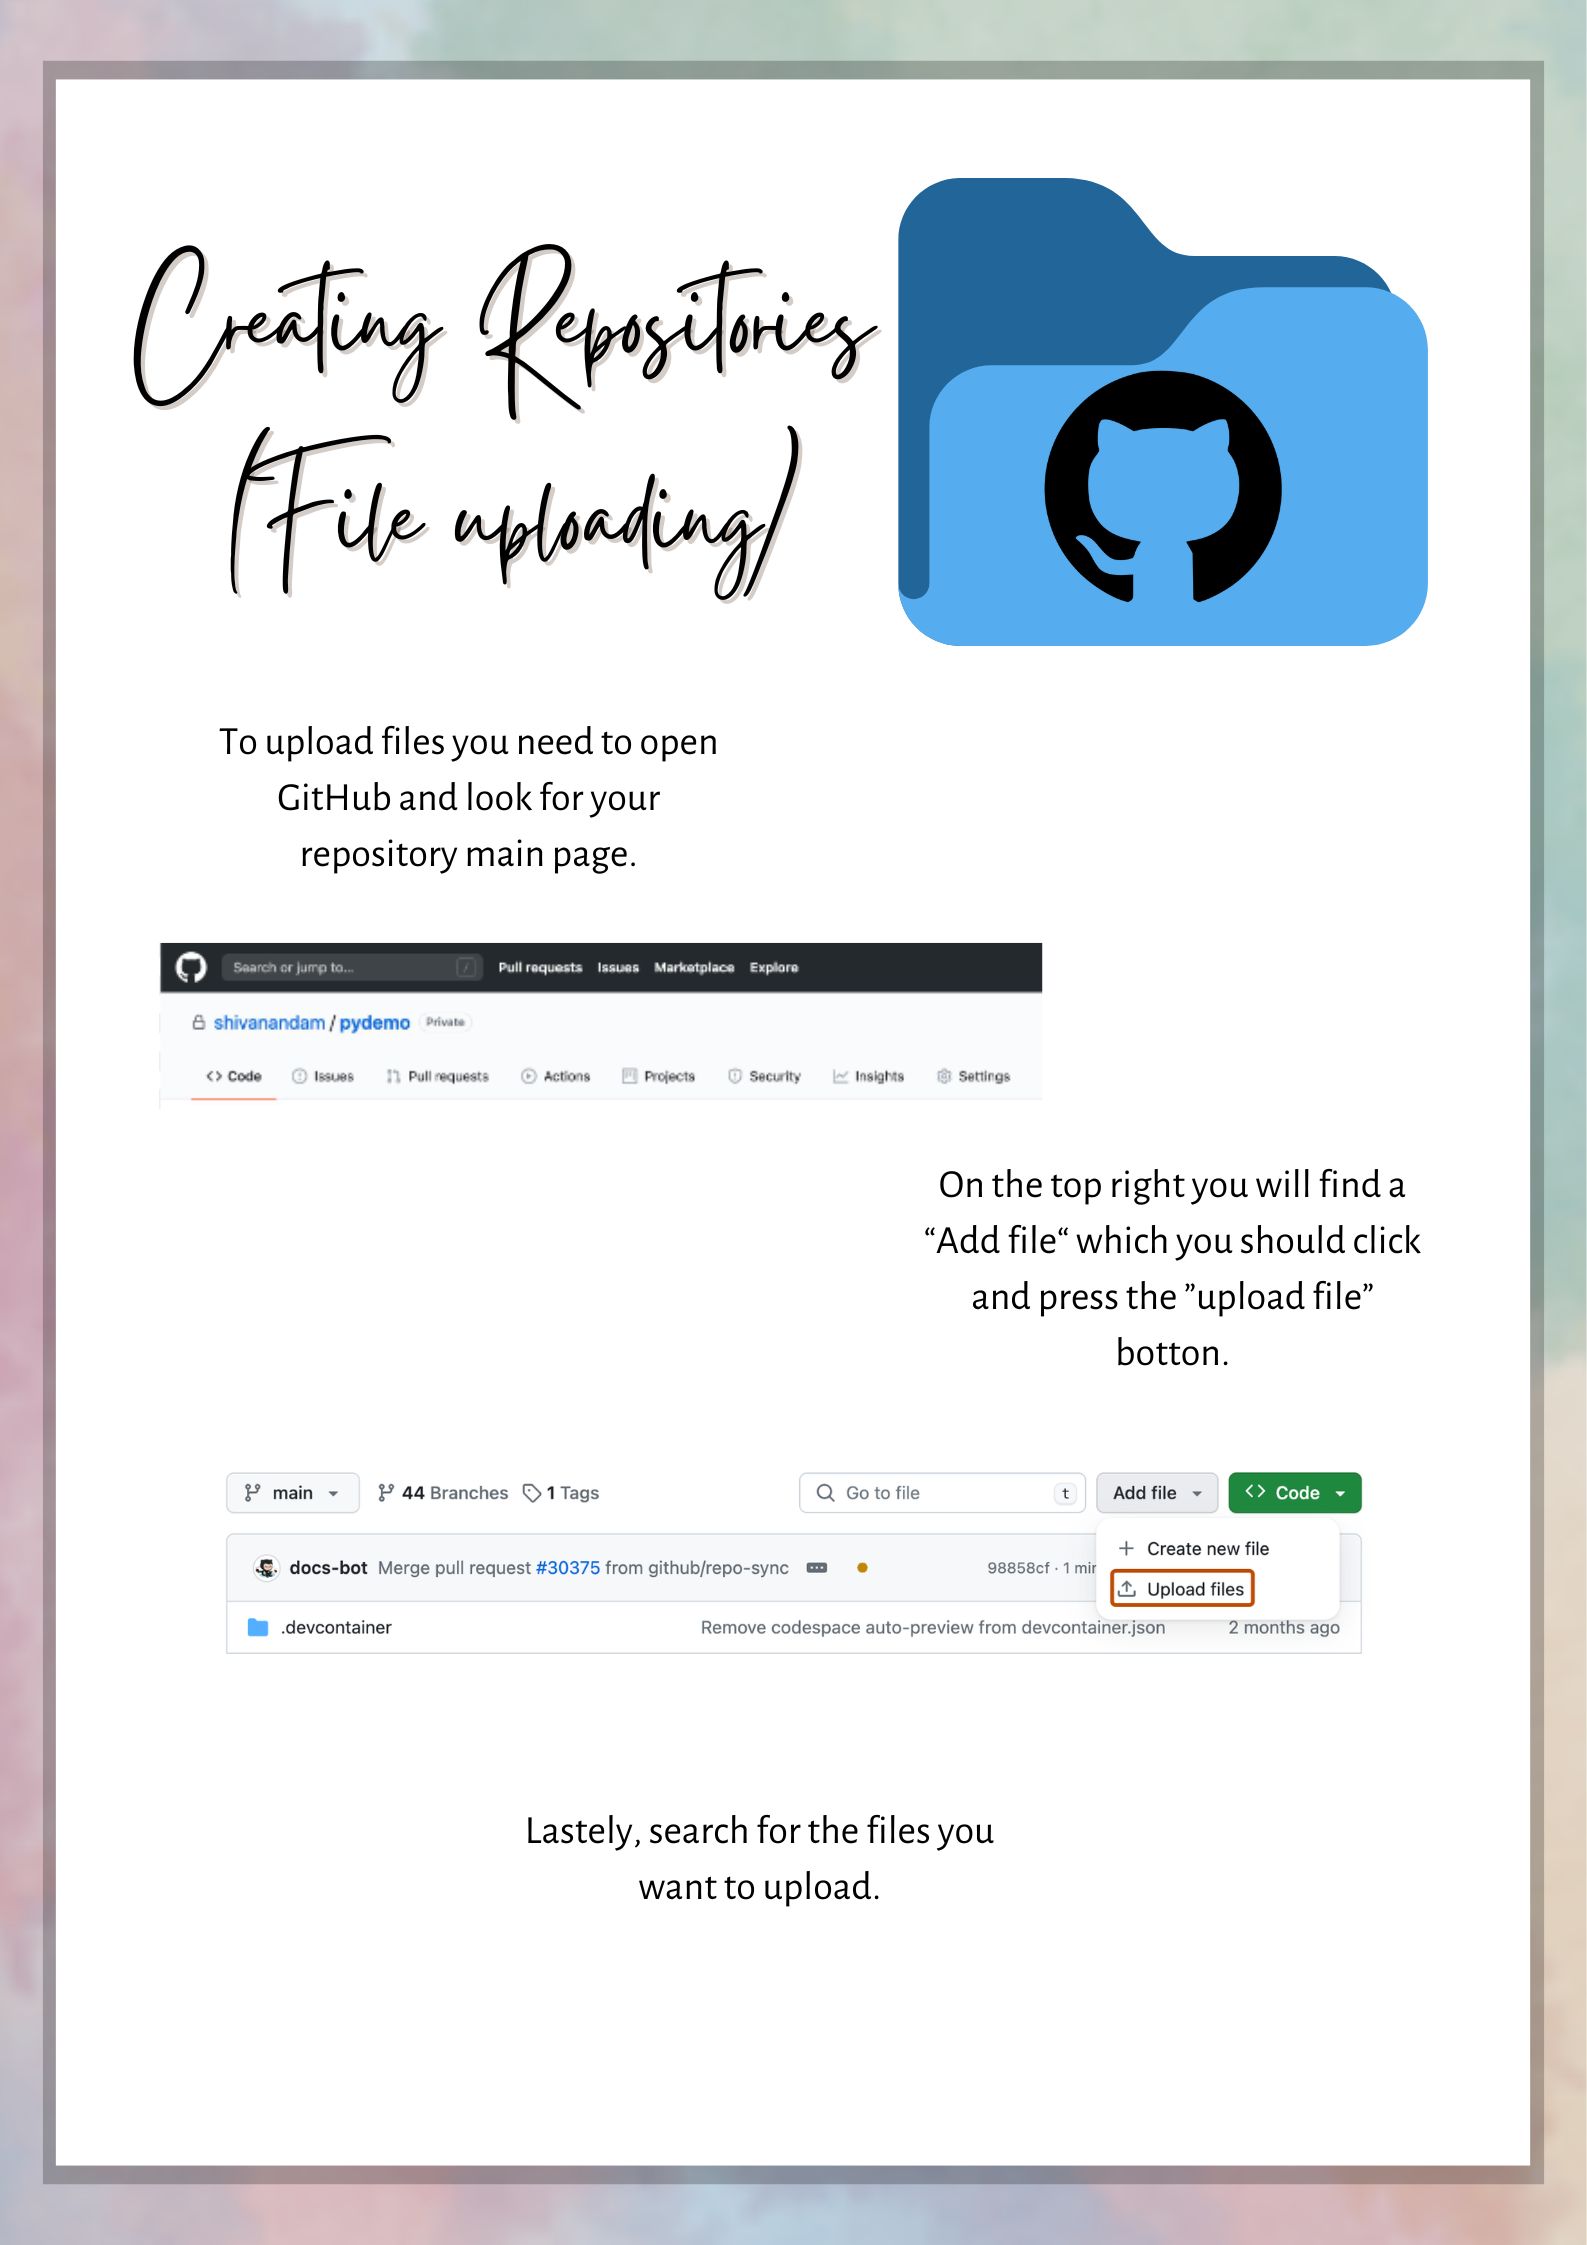 Creating Repositories
(File uploading)
To upload files you need to open
GitHub and look for your
repository main page.
Search or jump to... /
Pull requests Issues Marketplace Explore
shivanandam / pydemo Private
<> Code Issues Pull requests Actions Projects Security Insights Settings
On the top right you will find a
“Add file“ which you should click
and press the ”upload file”
botton.
main 44 Branches 1 Tags Go to file t Add file <> Code
+ Create new file
docs-bot Merge pull request #30375 from github/repo-sync 98858cf · 1 min
Upload files
.devcontainer Remove codespace auto-preview from devcontainer.json 2 months ago
Lastely, search for the files you
want to upload.